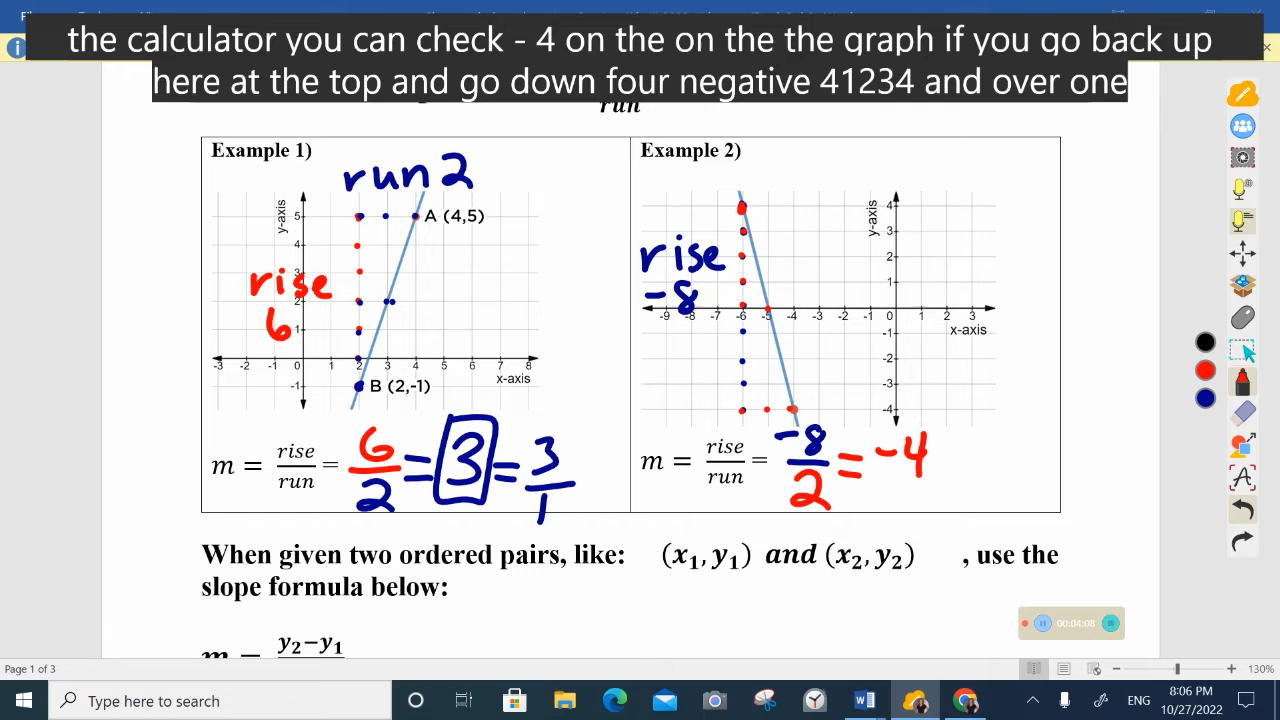 the calculator you can check - 4 on the on the the graph if you go back up
here at the top and go down four negative 41234 and over one
run
Example 1)
run 2
y-axis
5
4
3
2
1
-1
A (4,5)
rise
6
-3 -2 -1 0 1 2 3 4 5 6 7 8
x-axis
B (2,-1)
m = rise/run = 6/2 = 3 = 3/1
Example 2)
y-axis
4
3
2
1
-1
-2
-3
-4
rise
-8
-9 -8 -7 -6 -5 -4 -3 -2 -1 0 1 2 3
x-axis
m = rise/run = -8/2 = -4
When given two ordered pairs, like: (x₁, y₁) and (x₂, y₂) , use the
slope formula below:
m = y₂−y₁
00:04:08
Page 1 of 3
130%
Type here to search
ENG
8:06 PM
10/27/2022